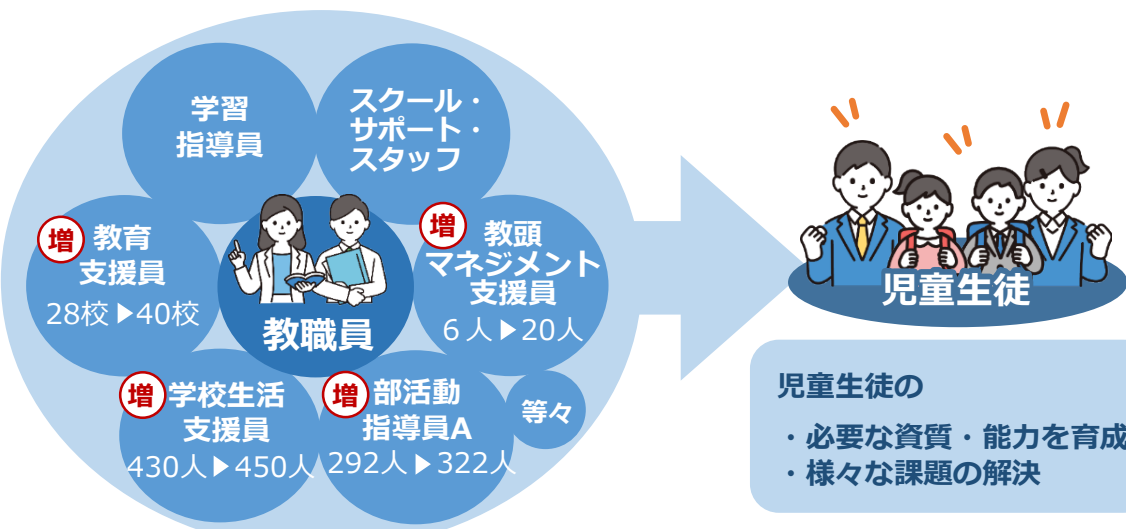 学習
指導員
スクール・
サポート・
スタッフ
増
教育
支援員
28校▶40校
増
教頭
マネジメント
支援員
6人▶20人
教職員
増
学校生活
支援員
430人▶450人
増
部活動
指導員A
292人▶322人
等々
児童生徒
児童生徒の
・必要な資質・能力を育成
・様々な課題の解決